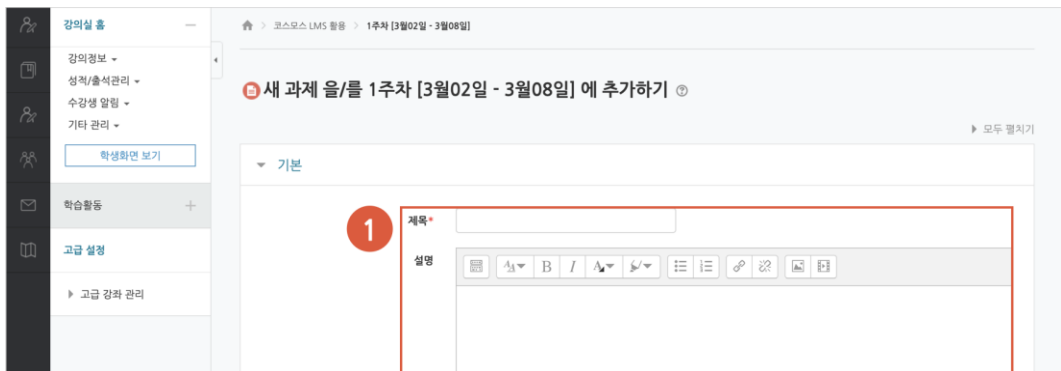 강의실 홈
강의정보
성적/출석관리
수강생 알림
기타 관리
학생화면 보기
학습활동
고급 설정
고급 강좌 관리
코스모스 LMS 활용 > 1주차 [3월02일 - 3월08일]
새 과제 을/를 1주차 [3월02일 - 3월08일] 에 추가하기
모두 펼치기
기본
1
제목*
설명